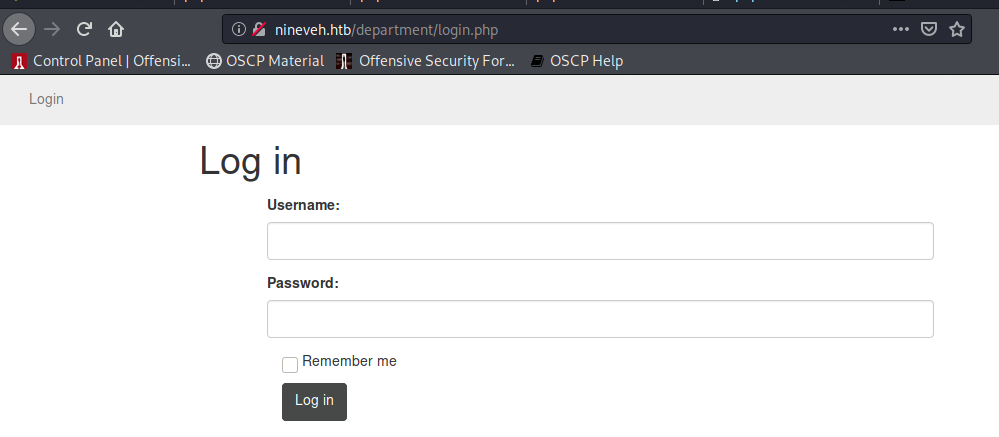 nineveh.htb/department/login.php
Control Panel | Offensi... OSCP Material Offensive Security For... OSCP Help
Login
Log in
Username:
Password:
Remember me
Log in